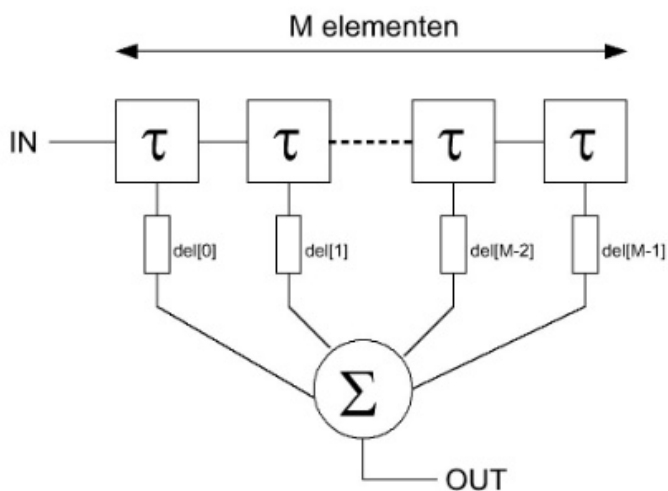 M elementen
IN τ τ τ τ
del[0] del[1] del[M-2] del[M-1]
Σ
OUT